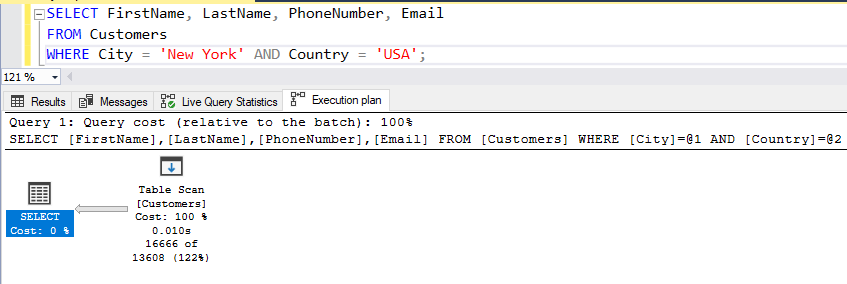 SELECT FirstName, LastName, PhoneNumber, Email
FROM Customers
WHERE City = 'New York' AND Country = 'USA';
121 %
Results Messages Live Query Statistics Execution plan
Query 1: Query cost (relative to the batch): 100%
SELECT [FirstName],[LastName],[PhoneNumber],[Email] FROM [Customers] WHERE [City]=@1 AND [Country]=@2
SELECT
Cost: 0 %
Table Scan
[Customers]
Cost: 100 %
0.010s
16666 of
13608 (122%)